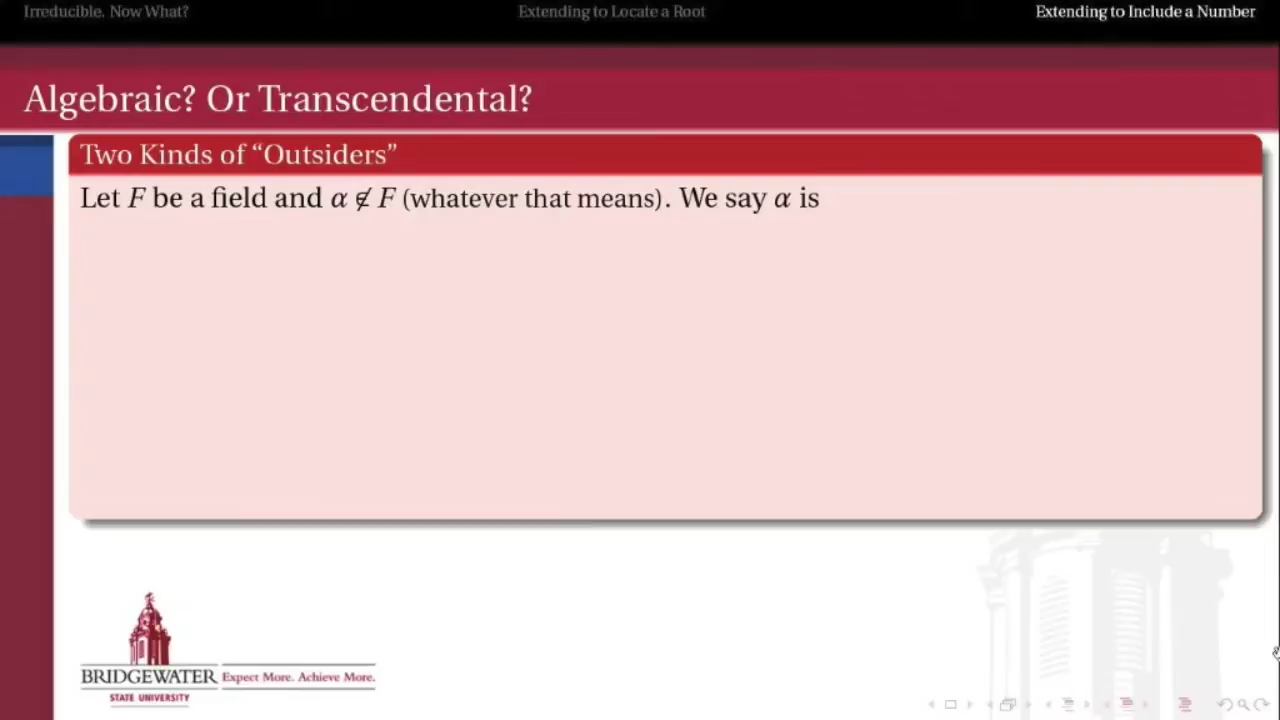 Irreducible. Now What?
Extending to Locate a Root
Extending to Include a Number
Algebraic? Or Transcendental?
Two Kinds of “Outsiders”
Let F be a field and α ∉ F (whatever that means). We say α is
BRIDGEWATER
STATE UNIVERSITY
Expect More. Achieve More.